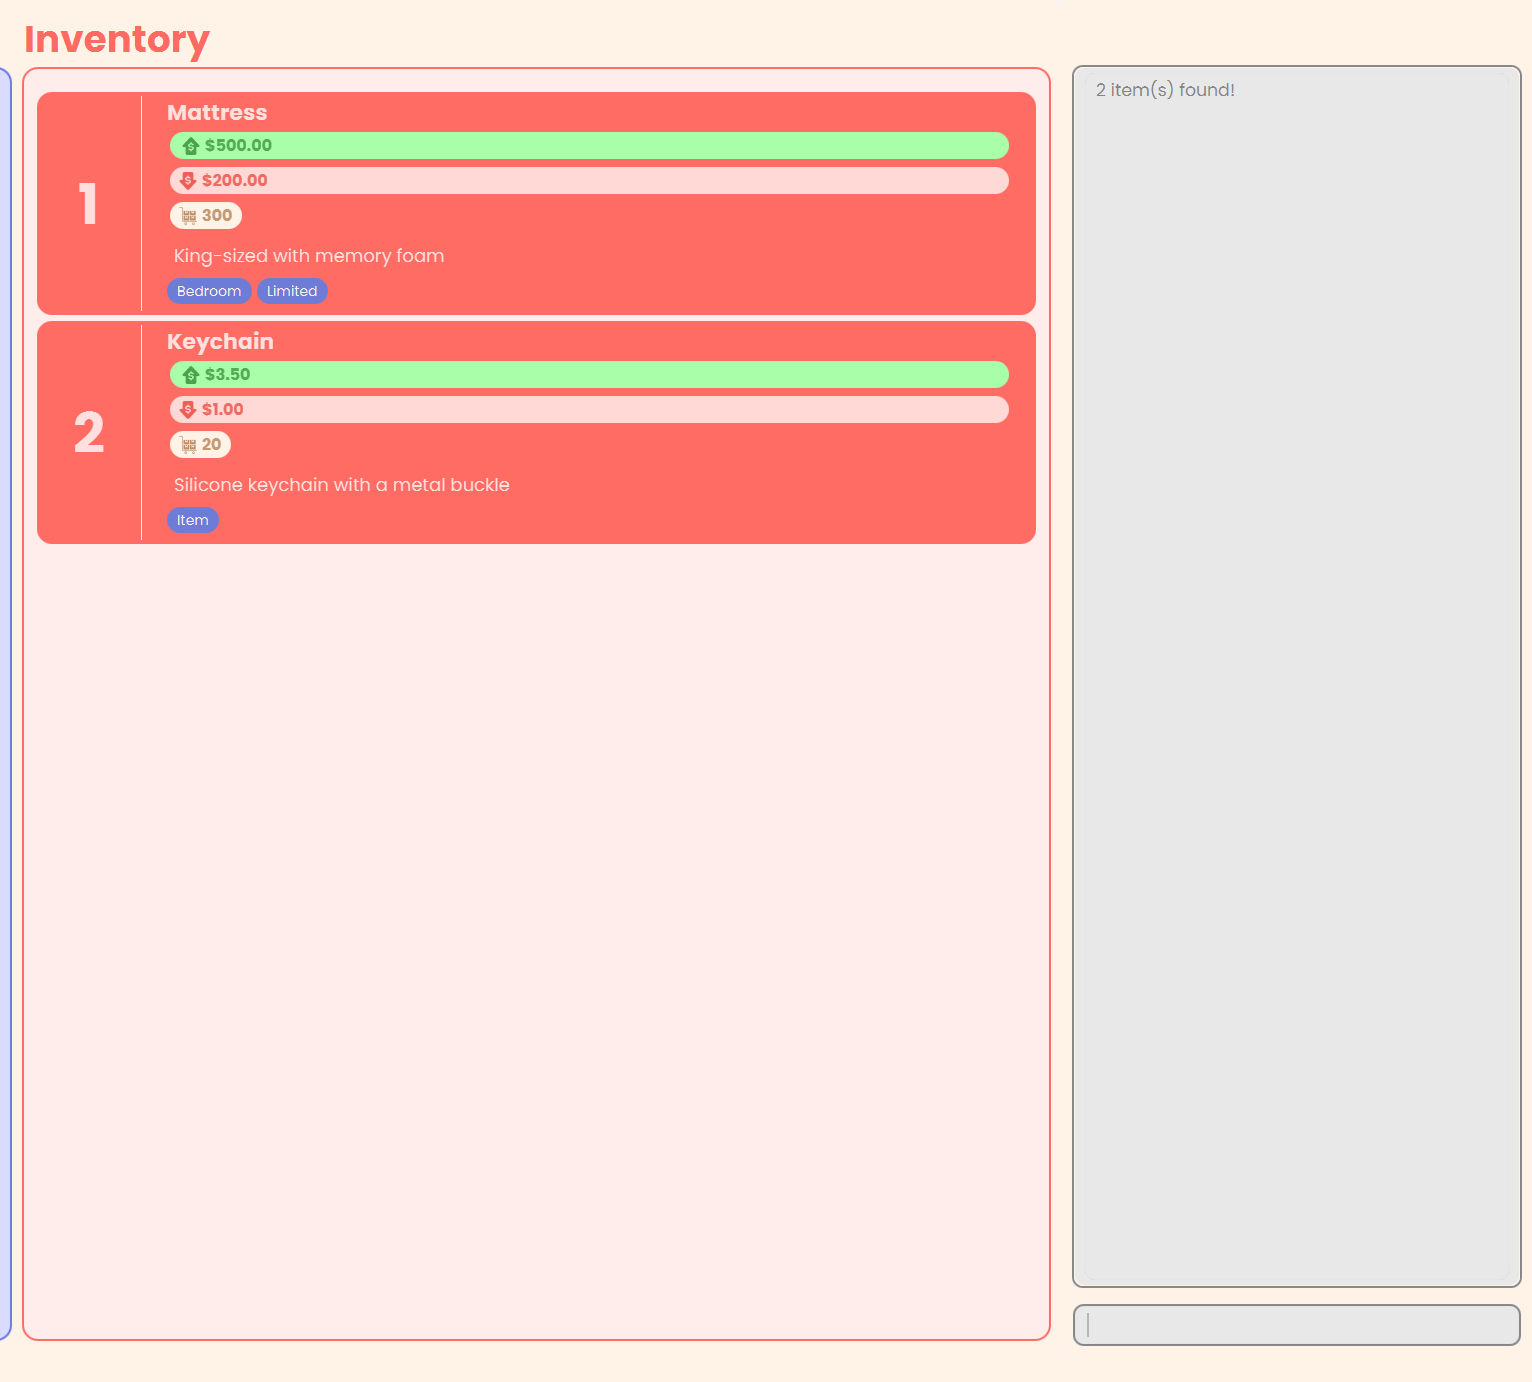 Inventory
1
Mattress
$500.00
$200.00
300
King-sized with memory foam
Bedroom Limited
2
Keychain
$3.50
$1.00
20
Silicone keychain with a metal buckle
Item
2 item(s) found!